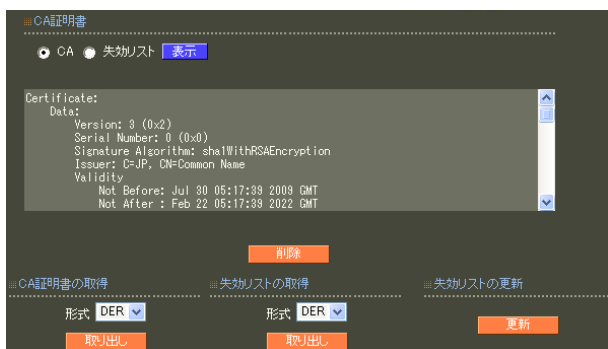 CA証明書
CA 失効リスト 表示
Certificate:
Data:
Version: 3 (0x2)
Serial Number: 0 (0x0)
Signature Algorithm: sha1WithRSAEncryption
Issuer: C=JP, CN=Common Name
Validity
Not Before: Jul 30 05:17:39 2009 GMT
Not After : Feb 22 05:17:39 2022 GMT
削除
CA証明書の取得 失効リストの取得 失効リストの更新
形式 DER 形式 DER
取り出し 取り出し 更新